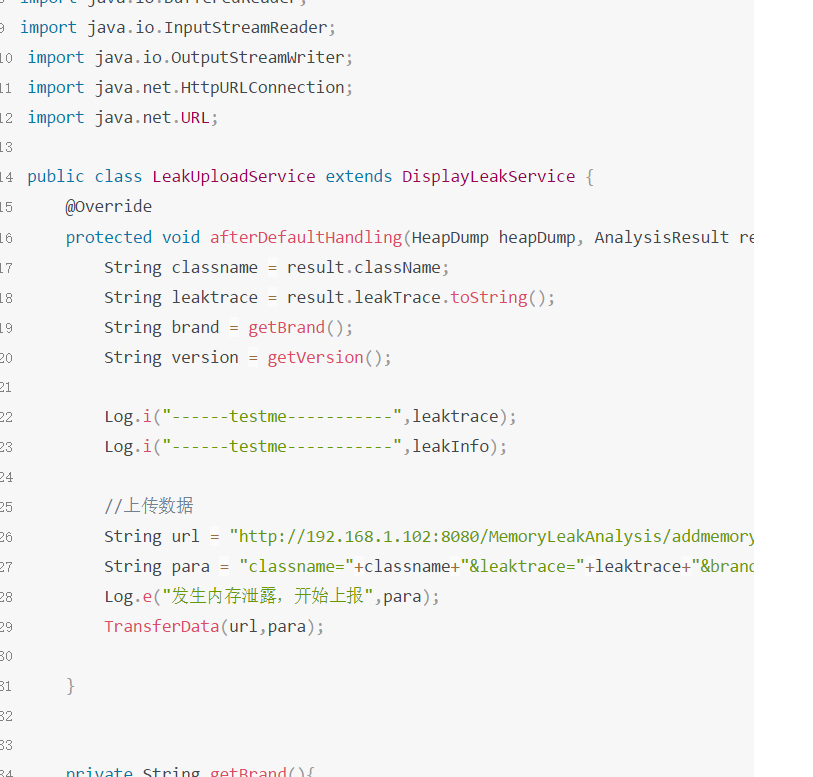 import java.io.BufferedReader;
9 import java.io.InputStreamReader;
10 import java.io.OutputStreamWriter;
11 import java.net.HttpURLConnection;
12 import java.net.URL;
13
14 public class LeakUploadService extends DisplayLeakService {
15 @Override
16 protected void afterDefaultHandling(HeapDump heapDump, AnalysisResult re
17 String classname = result.className;
18 String leaktrace = result.leakTrace.toString();
19 String brand = getBrand();
20 String version = getVersion();
21
22 Log.i("------testme-----------",leaktrace);
23 Log.i("------testme-----------",leakInfo);
24
25 //上传数据
26 String url = "http://192.168.1.102:8080/MemoryLeakAnalysis/addmemory
27 String para = "classname="+classname+"&leaktrace="+leaktrace+"&brand
28 Log.e("发生内存泄露，开始上报",para);
29 TransferData(url,para);
30
31 }
32
33
34 private String getBrand(){